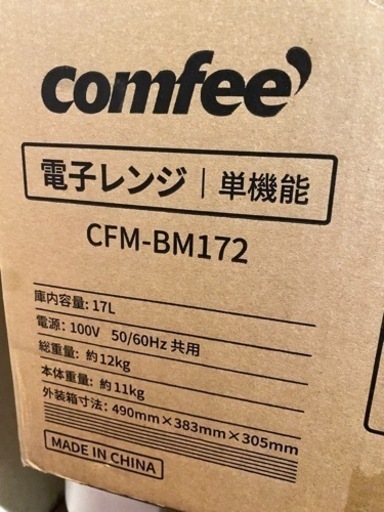 comfee'
電子レンジ | 単機能
CFM-BM172
庫内容量: 17L
電源: 100V 50/60Hz 共用
総重量: 約12kg
本体重量: 約11kg
外装箱寸法: 490mm×383mm×305mm
MADE IN CHINA